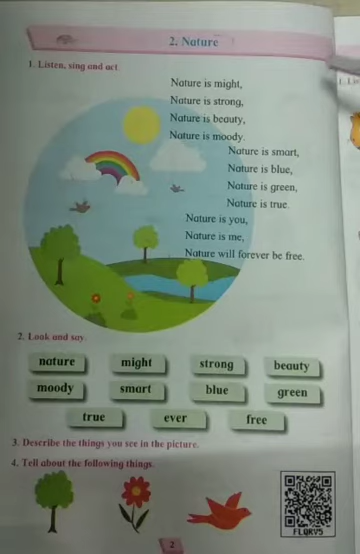 2. Nature
1. Listen, sing and act.
Nature is might,
Nature is strong,
Nature is beauty,
Nature is moody.
Nature is smart,
Nature is blue,
Nature is green,
Nature is true.
Nature is you,
Nature is me,
Nature will forever be free.
2. Look and say.
nature might strong beauty
moody smart blue green
true ever free
3. Describe the things you see in the picture.
4. Tell about the following things.
FLQRV5
2